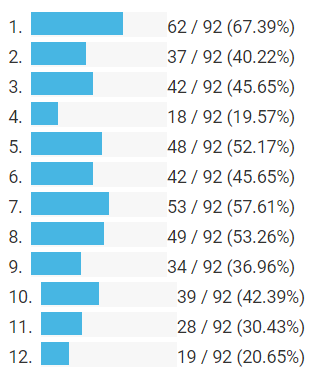 1. 62 / 92 (67.39%)
2. 37 / 92 (40.22%)
3. 42 / 92 (45.65%)
4. 18 / 92 (19.57%)
5. 48 / 92 (52.17%)
6. 42 / 92 (45.65%)
7. 53 / 92 (57.61%)
8. 49 / 92 (53.26%)
9. 34 / 92 (36.96%)
10. 39 / 92 (42.39%)
11. 28 / 92 (30.43%)
12. 19 / 92 (20.65%)